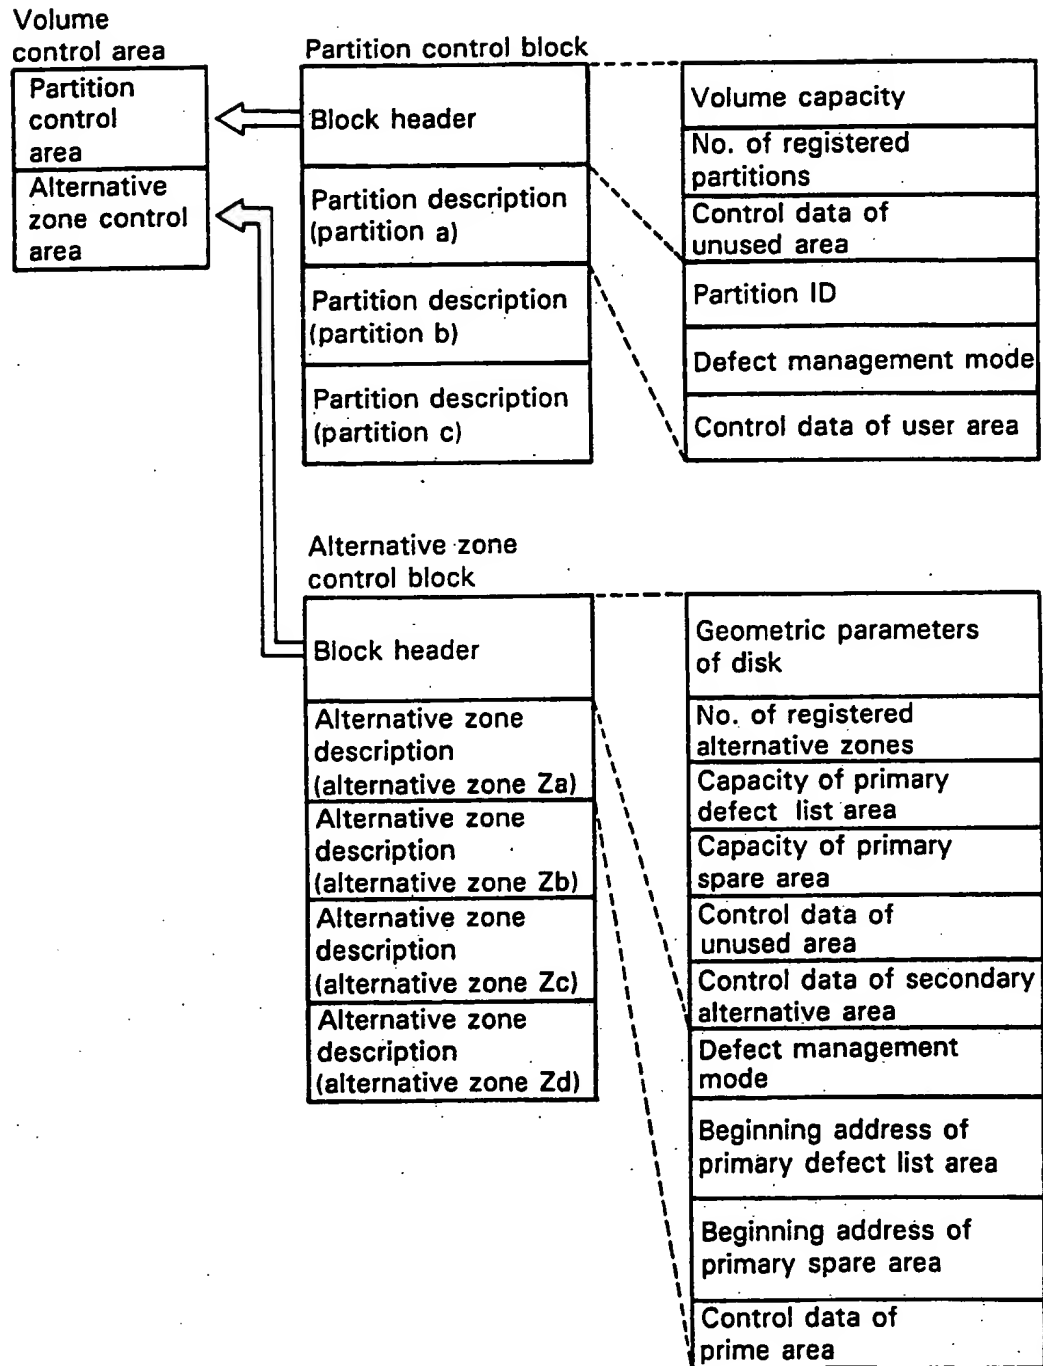 Volume
control area
Partition
control
area
Alternative
zone control
area
Partition control block
Block header
Partition description
(partition a)
Partition description
(partition b)
Partition description
(partition c)
Volume capacity
No. of registered
partitions
Control data of
unused area
Partition ID
Defect management mode
Control data of user area
Alternative zone
control block
Block header
Alternative zone
description
(alternative zone Za)
Alternative zone
description
(alternative zone Zb)
Alternative zone
description
(alternative zone Zc)
Alternative zone
description
(alternative zone Zd)
Geometric parameters
of disk
No. of registered
alternative zones
Capacity of primary
defect list area
Capacity of primary
spare area
Control data of
unused area
Control data of secondary
alternative area
Defect management
mode
Beginning address of
primary defect list area
Beginning address of
primary spare area
Control data of
prime area